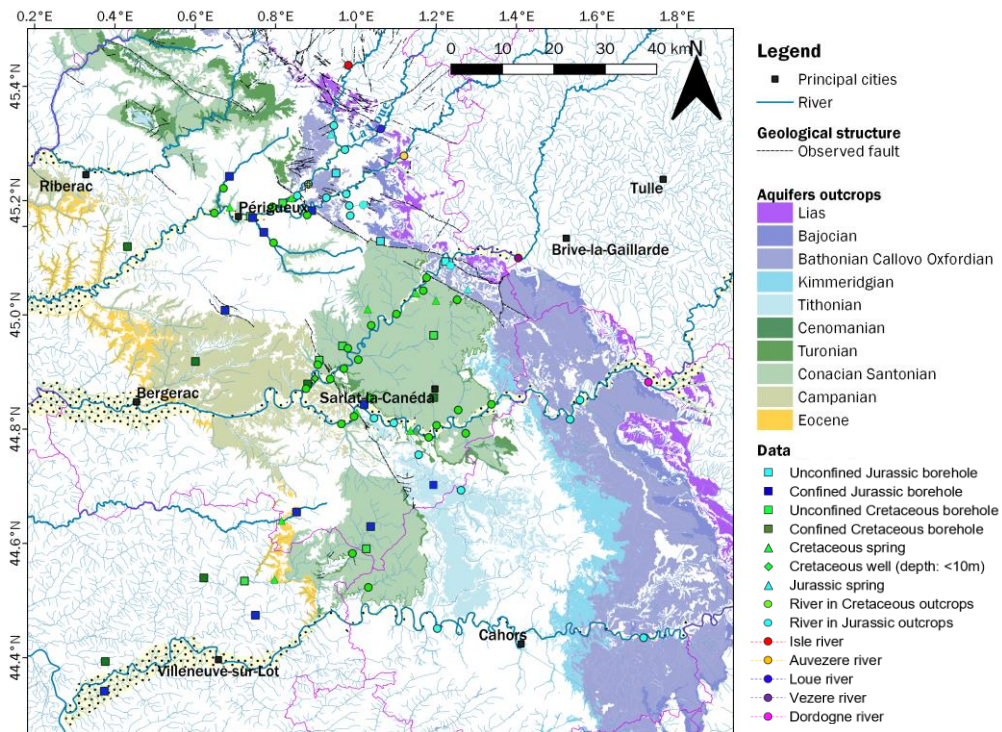 0.2°E 0.4°E 0.6°E 0.8°E 1.0°E 1.2°E 1.4°E 1.6°E 1.8°E
0 20 40 km
N
45.4°N
45.2°N
45.0°N
44.8°N
44.6°N
44.4°N
Riberac
Périgueux
Tulle
Brive-la-Gaillarde
Bergerac
Sarlat-la-Canéda
Cahors
Villeneuve-sur-Lot
Legend
Principal cities
River
Geological structure
Observed fault
Aquifers outcrops
Lias
Bajocian
Bathonian Callovo Oxfordian
Kimmeridgian
Tithonian
Cenomanian
Turonian
Conacian Santonian
Campanian
Eocene
Data
Unconfined Jurassic borehole
Confined Jurassic borehole
Unconfined Cretaceous borehole
Confined Cretaceous borehole
Cretaceous spring
Cretaceous well (depth: <10m)
Jurassic spring
River in Cretaceous outcrops
River in Jurassic outcrops
Isle river
Auvezere river
Loue river
Vezere river
Dordogne river